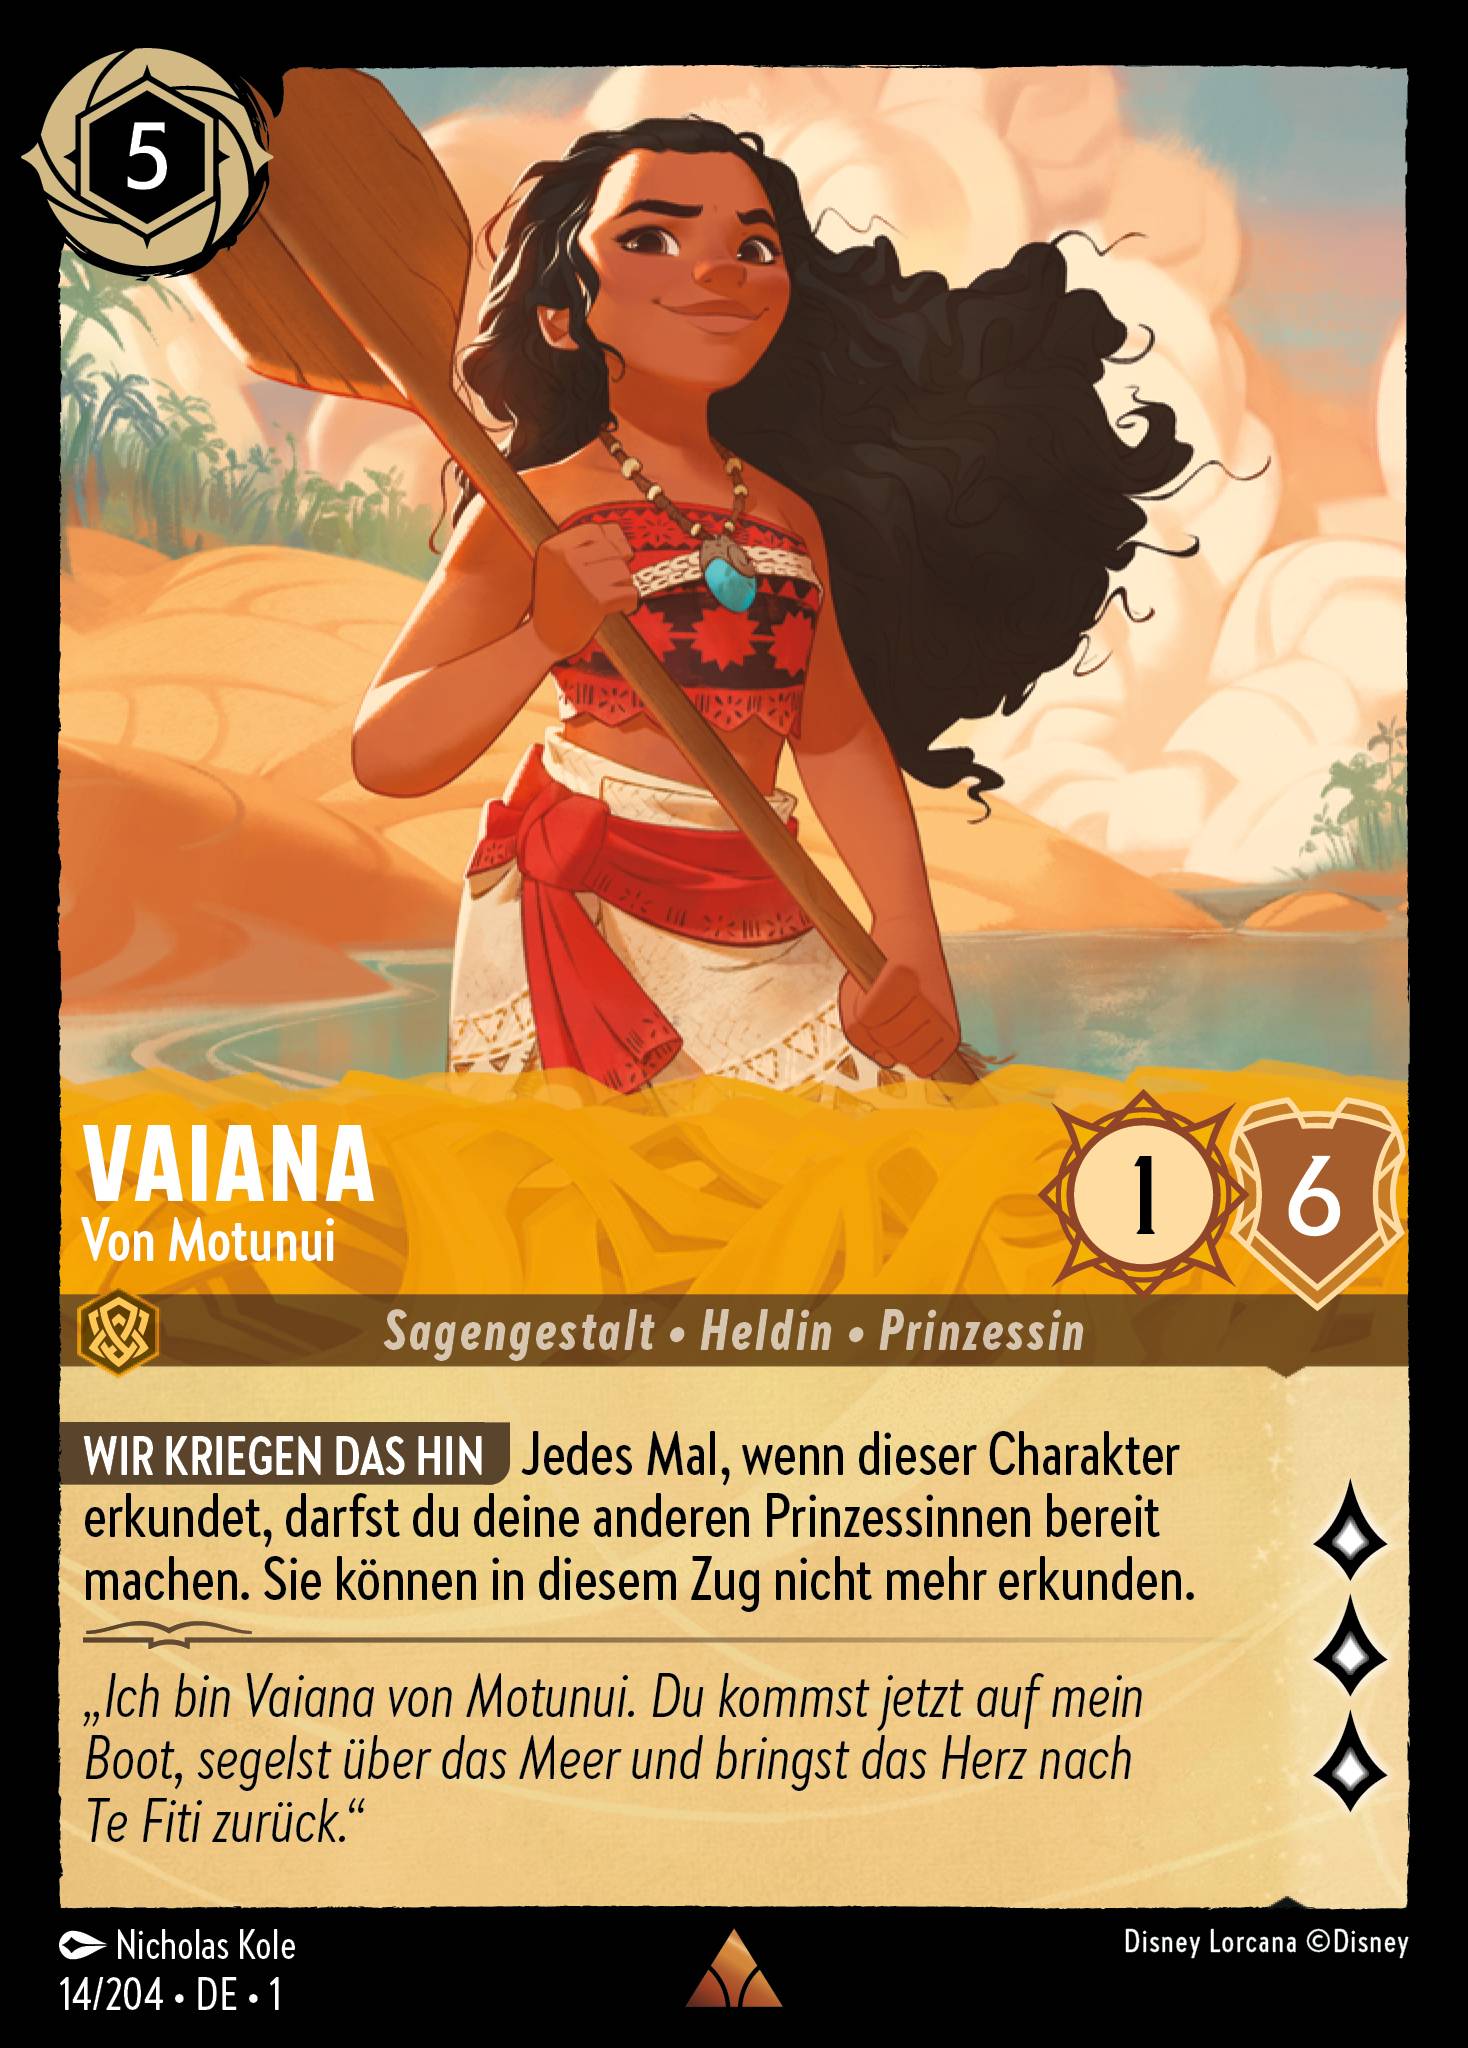 5
VAIANA
Von Motunui
1
6
Sagengestalt • Heldin • Prinzessin
WIR KRIEGEN DAS HIN Jedes Mal, wenn dieser Charakter
erkundet, darfst du deine anderen Prinzessinnen bereit
machen. Sie können in diesem Zug nicht mehr erkunden.
„Ich bin Vaiana von Motunui. Du kommst jetzt auf mein
Boot, segelst über das Meer und bringst das Herz nach
Te Fiti zurück.“
Nicholas Kole
14/204 • DE • 1
Disney Lorcana ©Disney